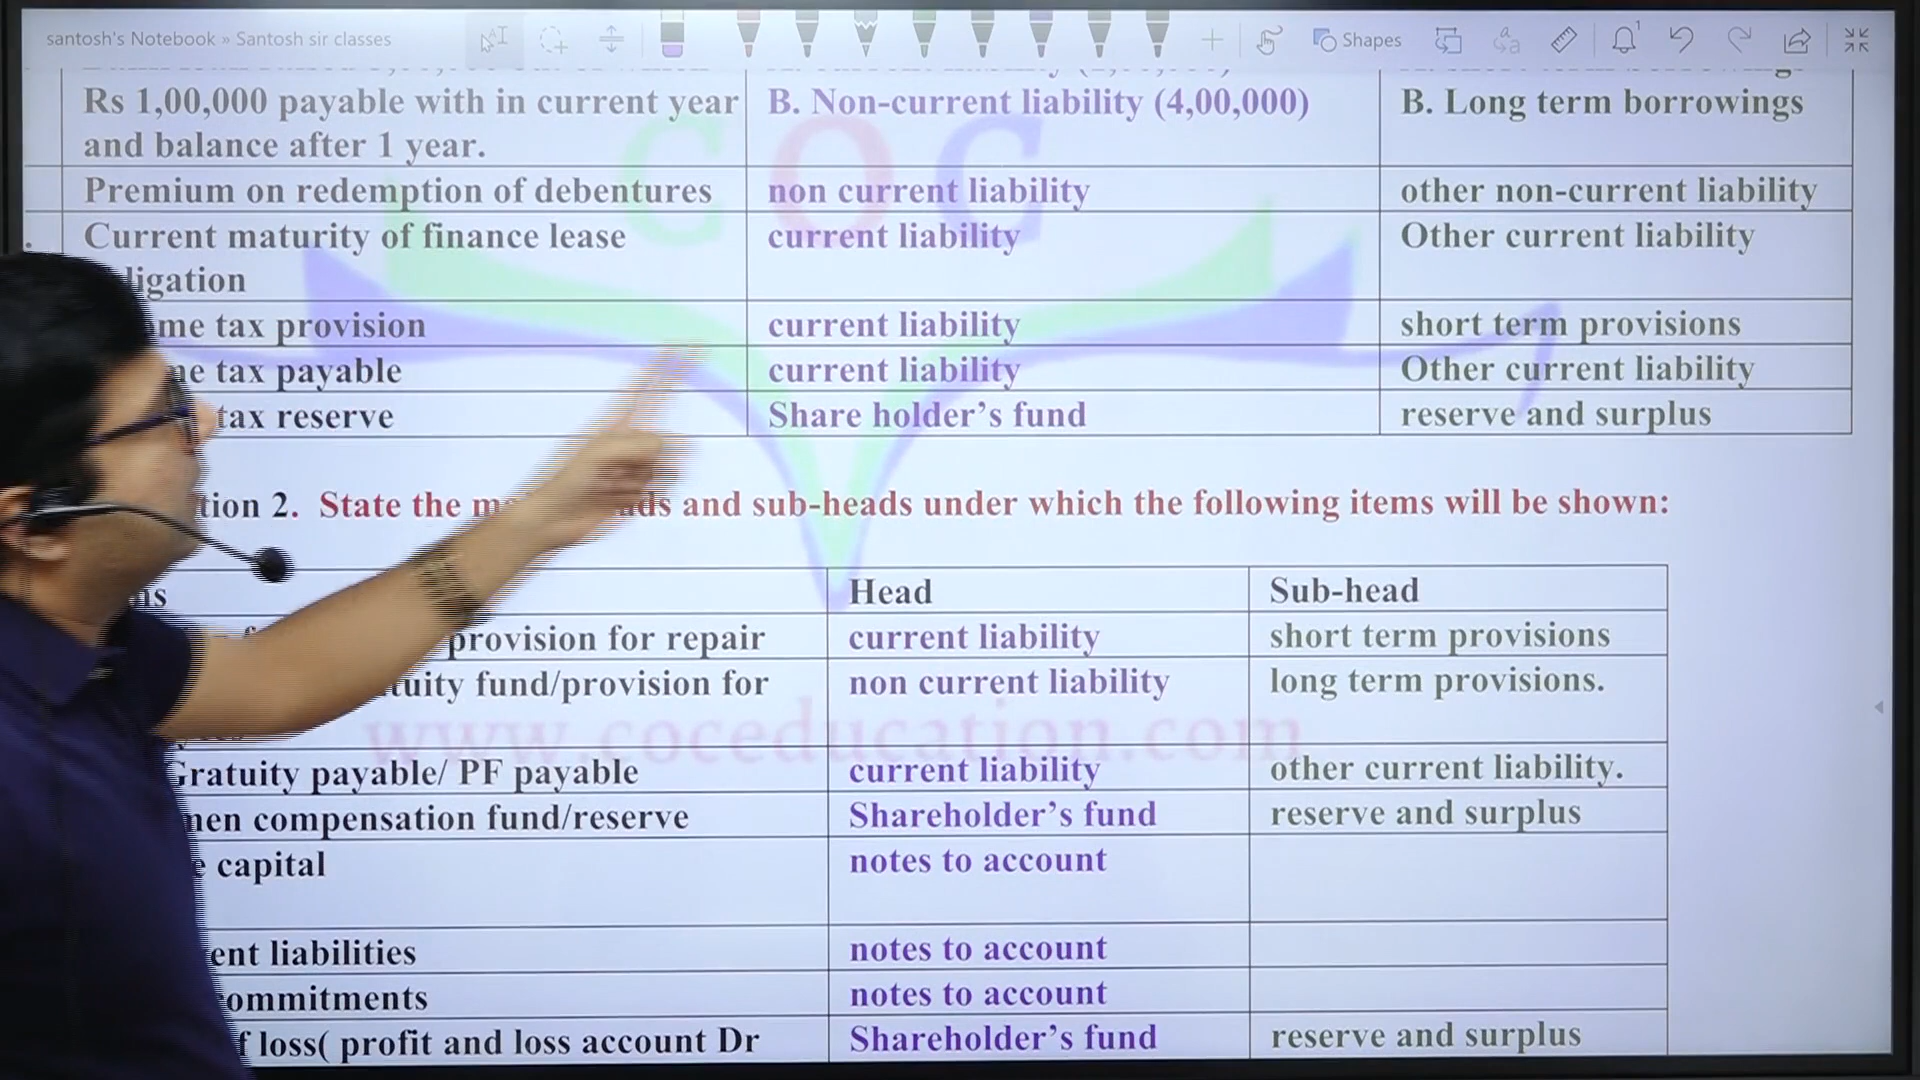 santosh's Notebook » Santosh sir classes
Shapes
1
Rs 1,00,000 payable with in current year
and balance after 1 year.
B. Non-current liability (4,00,000)
B. Long term borrowings
Premium on redemption of debentures
non current liability
other non-current liability
Current maturity of finance lease
ligation
current liability
Other current liability
me tax provision
current liability
short term provisions
tax payable
current liability
Other current liability
tax reserve
Share holder's fund
reserve and surplus
COC
tion 2. State the and sub-heads under which the following items will be shown:
Head
Sub-head
provision for repair
current liability
short term provisions
tuity fund/provision for
non current liability
long term provisions.
www.coceducation.com
Gratuity payable/ PF payable
current liability
other current liability.
men compensation fund/reserve
Shareholder's fund
reserve and surplus
capital
notes to account
ent liabilities
notes to account
ommitments
notes to account
f loss( profit and loss account Dr
Shareholder's fund
reserve and surplus